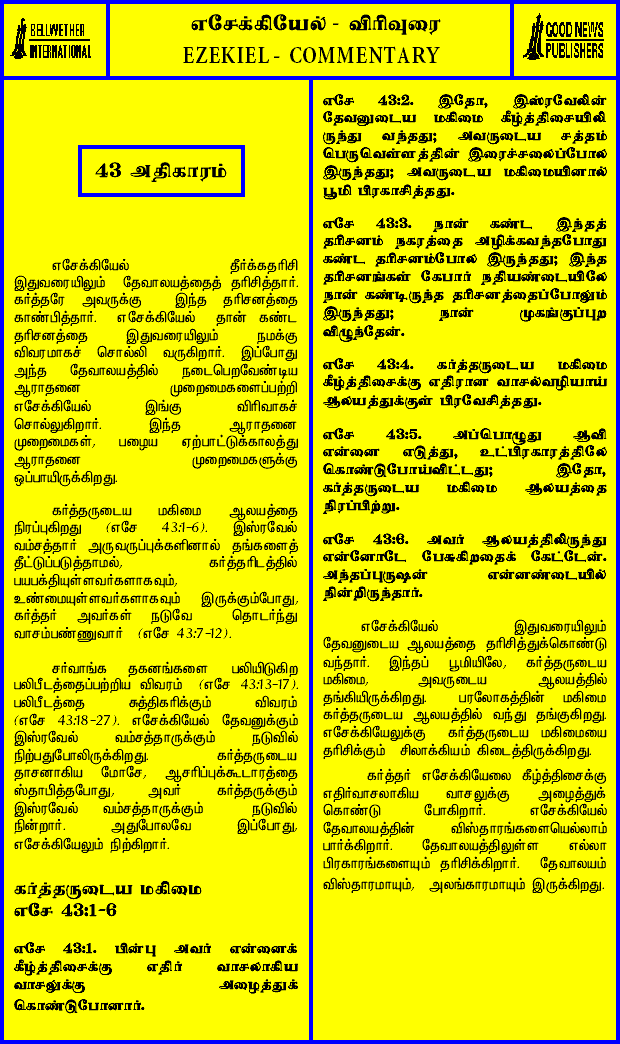 BELLWETHER
INTERNATIONAL
எசேக்கியேல் - விரிவுரை
EZEKIEL - COMMENTARY
GOOD NEWS
PUBLISHERS
43 அதிகாரம்
எசேக்கியேல் தீர்க்கதரிசி
இதுவரையிலும் தேவாலயத்தைத் தரிசித்தார்.
கர்த்தரே அவருக்கு இந்த தரிசனத்தை
காண்பித்தார். எசேக்கியேல் தான் கண்ட
தரிசனத்தை இதுவரையிலும் நமக்கு
விவரமாகச் சொல்லி வருகிறார். இப்போது
அந்த தேவாலயத்தில் நடைபெறவேண்டிய
ஆராதனை முறைமைகளைப்பற்றி
எசேக்கியேல் இங்கு விரிவாகச்
சொல்லுகிறார். இந்த ஆராதனை
முறைமைகள், பழைய ஏற்பாட்டுக்காலத்து
ஆராதனை முறைமைகளுக்கு
ஒப்பாயிருக்கிறது.
கர்த்தருடைய மகிமை ஆலயத்தை
நிரப்புகிறது (எசே 43:1-6). இஸ்ரவேல்
வம்சத்தார் அருவருப்புக்களினால் தங்களைத்
தீட்டுப்படுத்தாமல், கர்த்தரிடத்தில்
பயபக்தியுள்ளவர்களாகவும்,
உண்மையுள்ளவர்களாகவும் இருக்கும்போது,
கர்த்தர் அவர்கள் நடுவே தொடர்ந்து
வாசம்பண்ணுவார் (எசே 43:7-12).
சர்வாங்க தகனங்களை பலியிடுகிற
பலிபீடத்தைப்பற்றிய விவரம் (எசே 43:13-17).
பலிபீடத்தை சுத்திகரிக்கும் விவரம்
(எசே 43:18-27). எசேக்கியேல் தேவனுக்கும்
இஸ்ரவேல் வம்சத்தாருக்கும் நடுவில்
நிற்பதுபோலிருக்கிறது. கர்த்தருடைய
தாசனாகிய மோசே, ஆசரிப்புக்கூடாரத்தை
ஸ்தாபித்தபோது, அவர் கர்த்தருக்கும்
இஸ்ரவேல் வம்சத்தாருக்கும் நடுவில்
நின்றார். அதுபோலவே இப்போது,
எசேக்கியேலும் நிற்கிறார்.
கர்த்தருடைய மகிமை
எசே 43:1-6
எசே 43:1. பின்பு அவர் என்னைக்
கீழ்த்திசைக்கு எதிர் வாசலாகிய
வாசலுக்கு அழைத்துக்
கொண்டுபோனார்.
எசே 43:2. இதோ, இஸ்ரவேலின்
தேவனுடைய மகிமை கீழ்த்திசையிலி
ருந்து வந்தது; அவருடைய சத்தம்
பெருவெள்ளத்தின் இரைச்சலைப்போல
இருந்தது; அவருடைய மகிமையினால்
பூமி பிரகாசித்தது.
எசே 43:3. நான் கண்ட இந்தத்
தரிசனம் நகரத்தை அழிக்கவந்தபோது
கண்ட தரிசனம்போல இருந்தது; இந்த
தரிசனங்கள் கேபார் நதியண்டையிலே
நான் கண்டிருந்த தரிசனத்தைப்போலும்
இருந்தது; நான் முகங்குப்புற
விழுந்தேன்.
எசே 43:4. கர்த்தருடைய மகிமை
கீழ்த்திசைக்கு எதிரான வாசல்வழியாய்
ஆலயத்துக்குள் பிரவேசித்தது.
எசே 43:5. அப்பொழுது ஆவி
என்னை எடுத்து, உட்பிரகாரத்திலே
கொண்டுபோய்விட்டது; இதோ,
கர்த்தருடைய மகிமை ஆலயத்தை
நிரப்பிற்று.
எசே 43:6. அவர் ஆலயத்திலிருந்து
என்னோடே பேசுகிறதைக் கேட்டேன்.
அந்தப்புருஷன் என்னண்டையில்
நின்றிருந்தார்.
எசேக்கியேல் இதுவரையிலும்
தேவனுடைய ஆலயத்தை தரிசித்துக்கொண்டு
வந்தார். இந்தப் பூமியிலே, கர்த்தருடைய
மகிமை, அவருடைய ஆலயத்தில்
தங்கியிருக்கிறது. பரலோகத்தின் மகிமை
கர்த்தருடைய ஆலயத்தில் வந்து தங்குகிறது.
எசேக்கியேலுக்கு கர்த்தருடைய மகிமையை
தரிசிக்கும் சிலாக்கியம் கிடைத்திருக்கிறது.
கர்த்தர் எசேக்கியேலை கீழ்த்திசைக்கு
எதிர்வாசலாகிய வாசலுக்கு அழைத்துக்
கொண்டு போகிறார். எசேக்கியேல்
தேவாலயத்தின் விஸ்தாரங்களையெல்லாம்
பார்க்கிறார். தேவாலயத்திலுள்ள எல்லா
பிரகாரங்களையும் தரிசிக்கிறார். தேவாலயம்
விஸ்தாரமாயும், அலங்காரமாயும் இருக்கிறது.